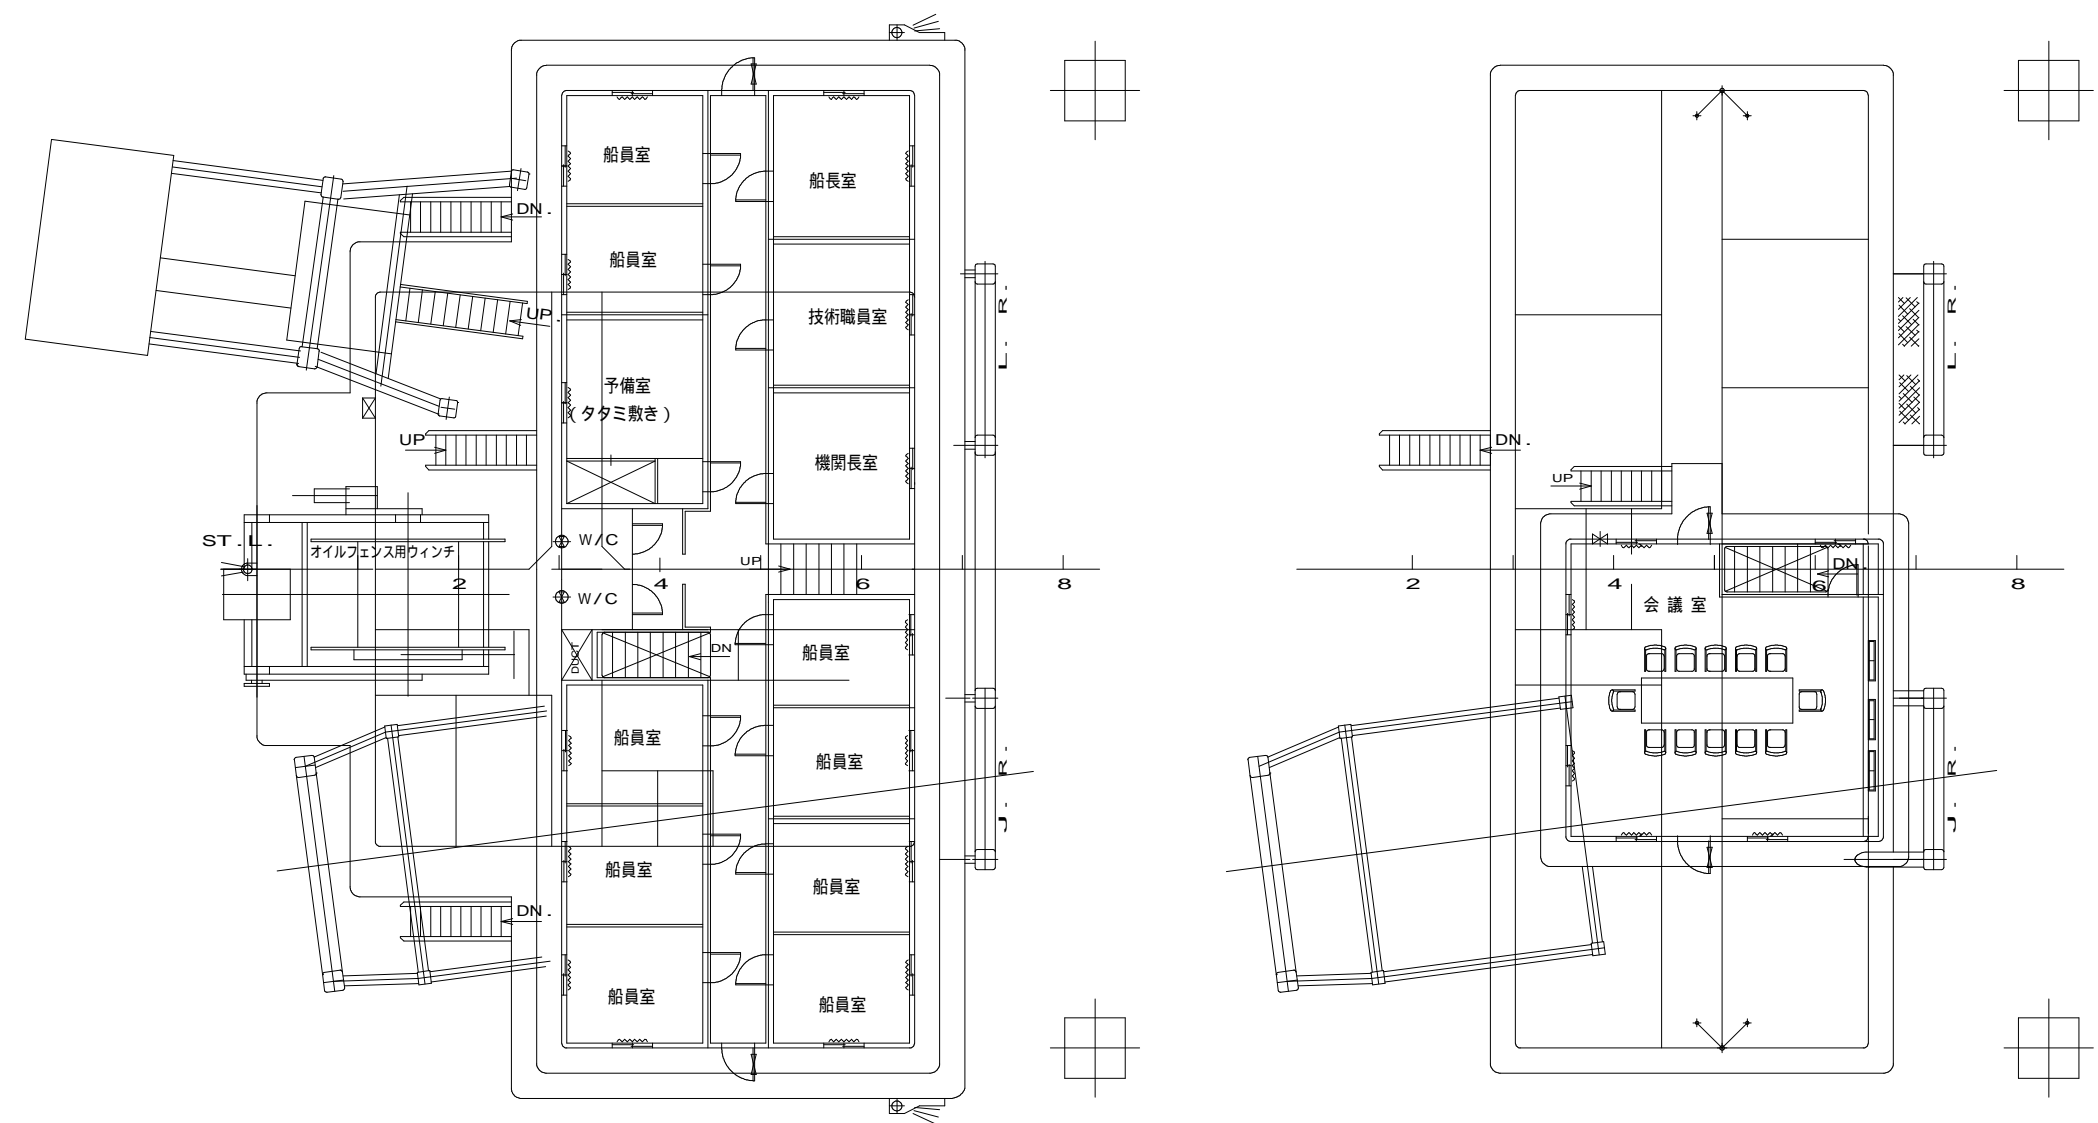 船員室
船長室
DN.
船員室
UP.
技術職員室
L. R.
予備室
(タタミ敷き)
UP
機関長室
ST.L.
オイルフェンス用ウィンチ
W/C
UP
2
4
6
8
W/C
DUCT
DN
船員室
船員室
船員室
J. R.
船員室
船員室
DN.
船員室
船員室
L. R.
DN.
UP
2
4
6
8
DN.
会議室
J. R.